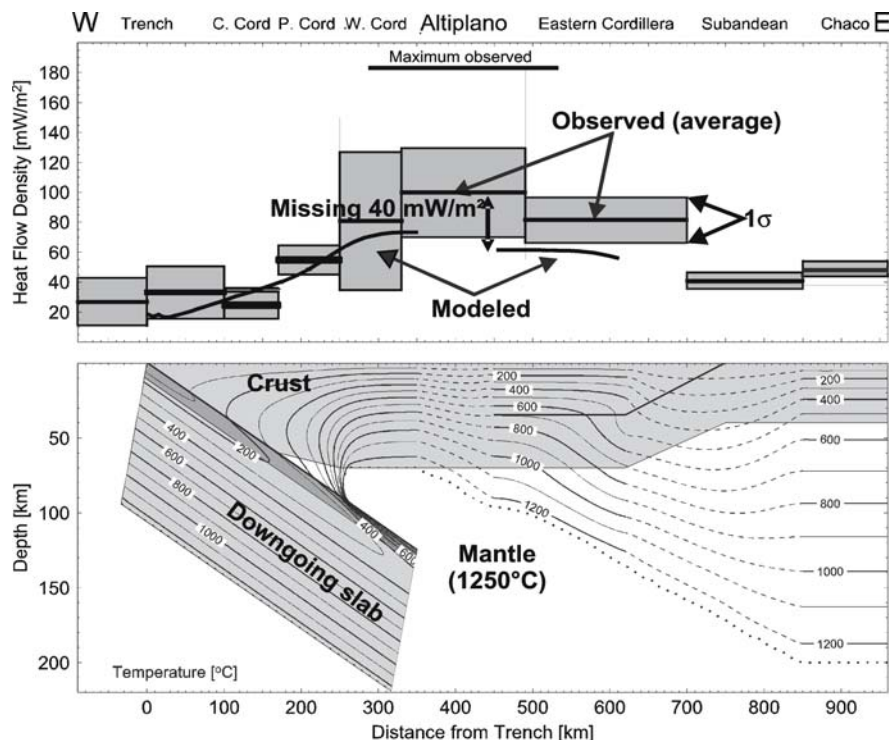 W Trench C. Cord P. Cord .W. Cord Altiplano Eastern Cordillera Subandean Chaco E
Maximum observed
Heat Flow Density [mW/m²]
180
160
140
120
100
80
60
40
20
Observed (average)
Missing 40 mW/m²
1σ
Modeled
Depth [km]
50
100
150
200
Crust
Downgoing slab
Mantle
(1250°C)
200
400
600
800
1000
400
600
200
400
600
800
1000
1200
200
400
600
800
1000
1200
Temperature [°C]
0 100 200 300 400 500 600 700 800 900
Distance from Trench [km]